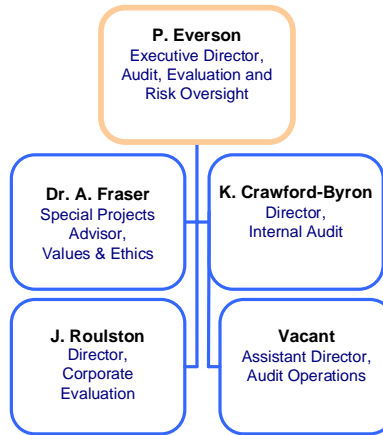 P. Everson
Executive Director,
Audit, Evaluation and
Risk Oversight
Dr. A. Fraser
Special Projects
Advisor,
Values & Ethics
K. Crawford-Byron
Director,
Internal Audit
J. Roulston
Director,
Corporate
Evaluation
Vacant
Assistant Director,
Audit Operations